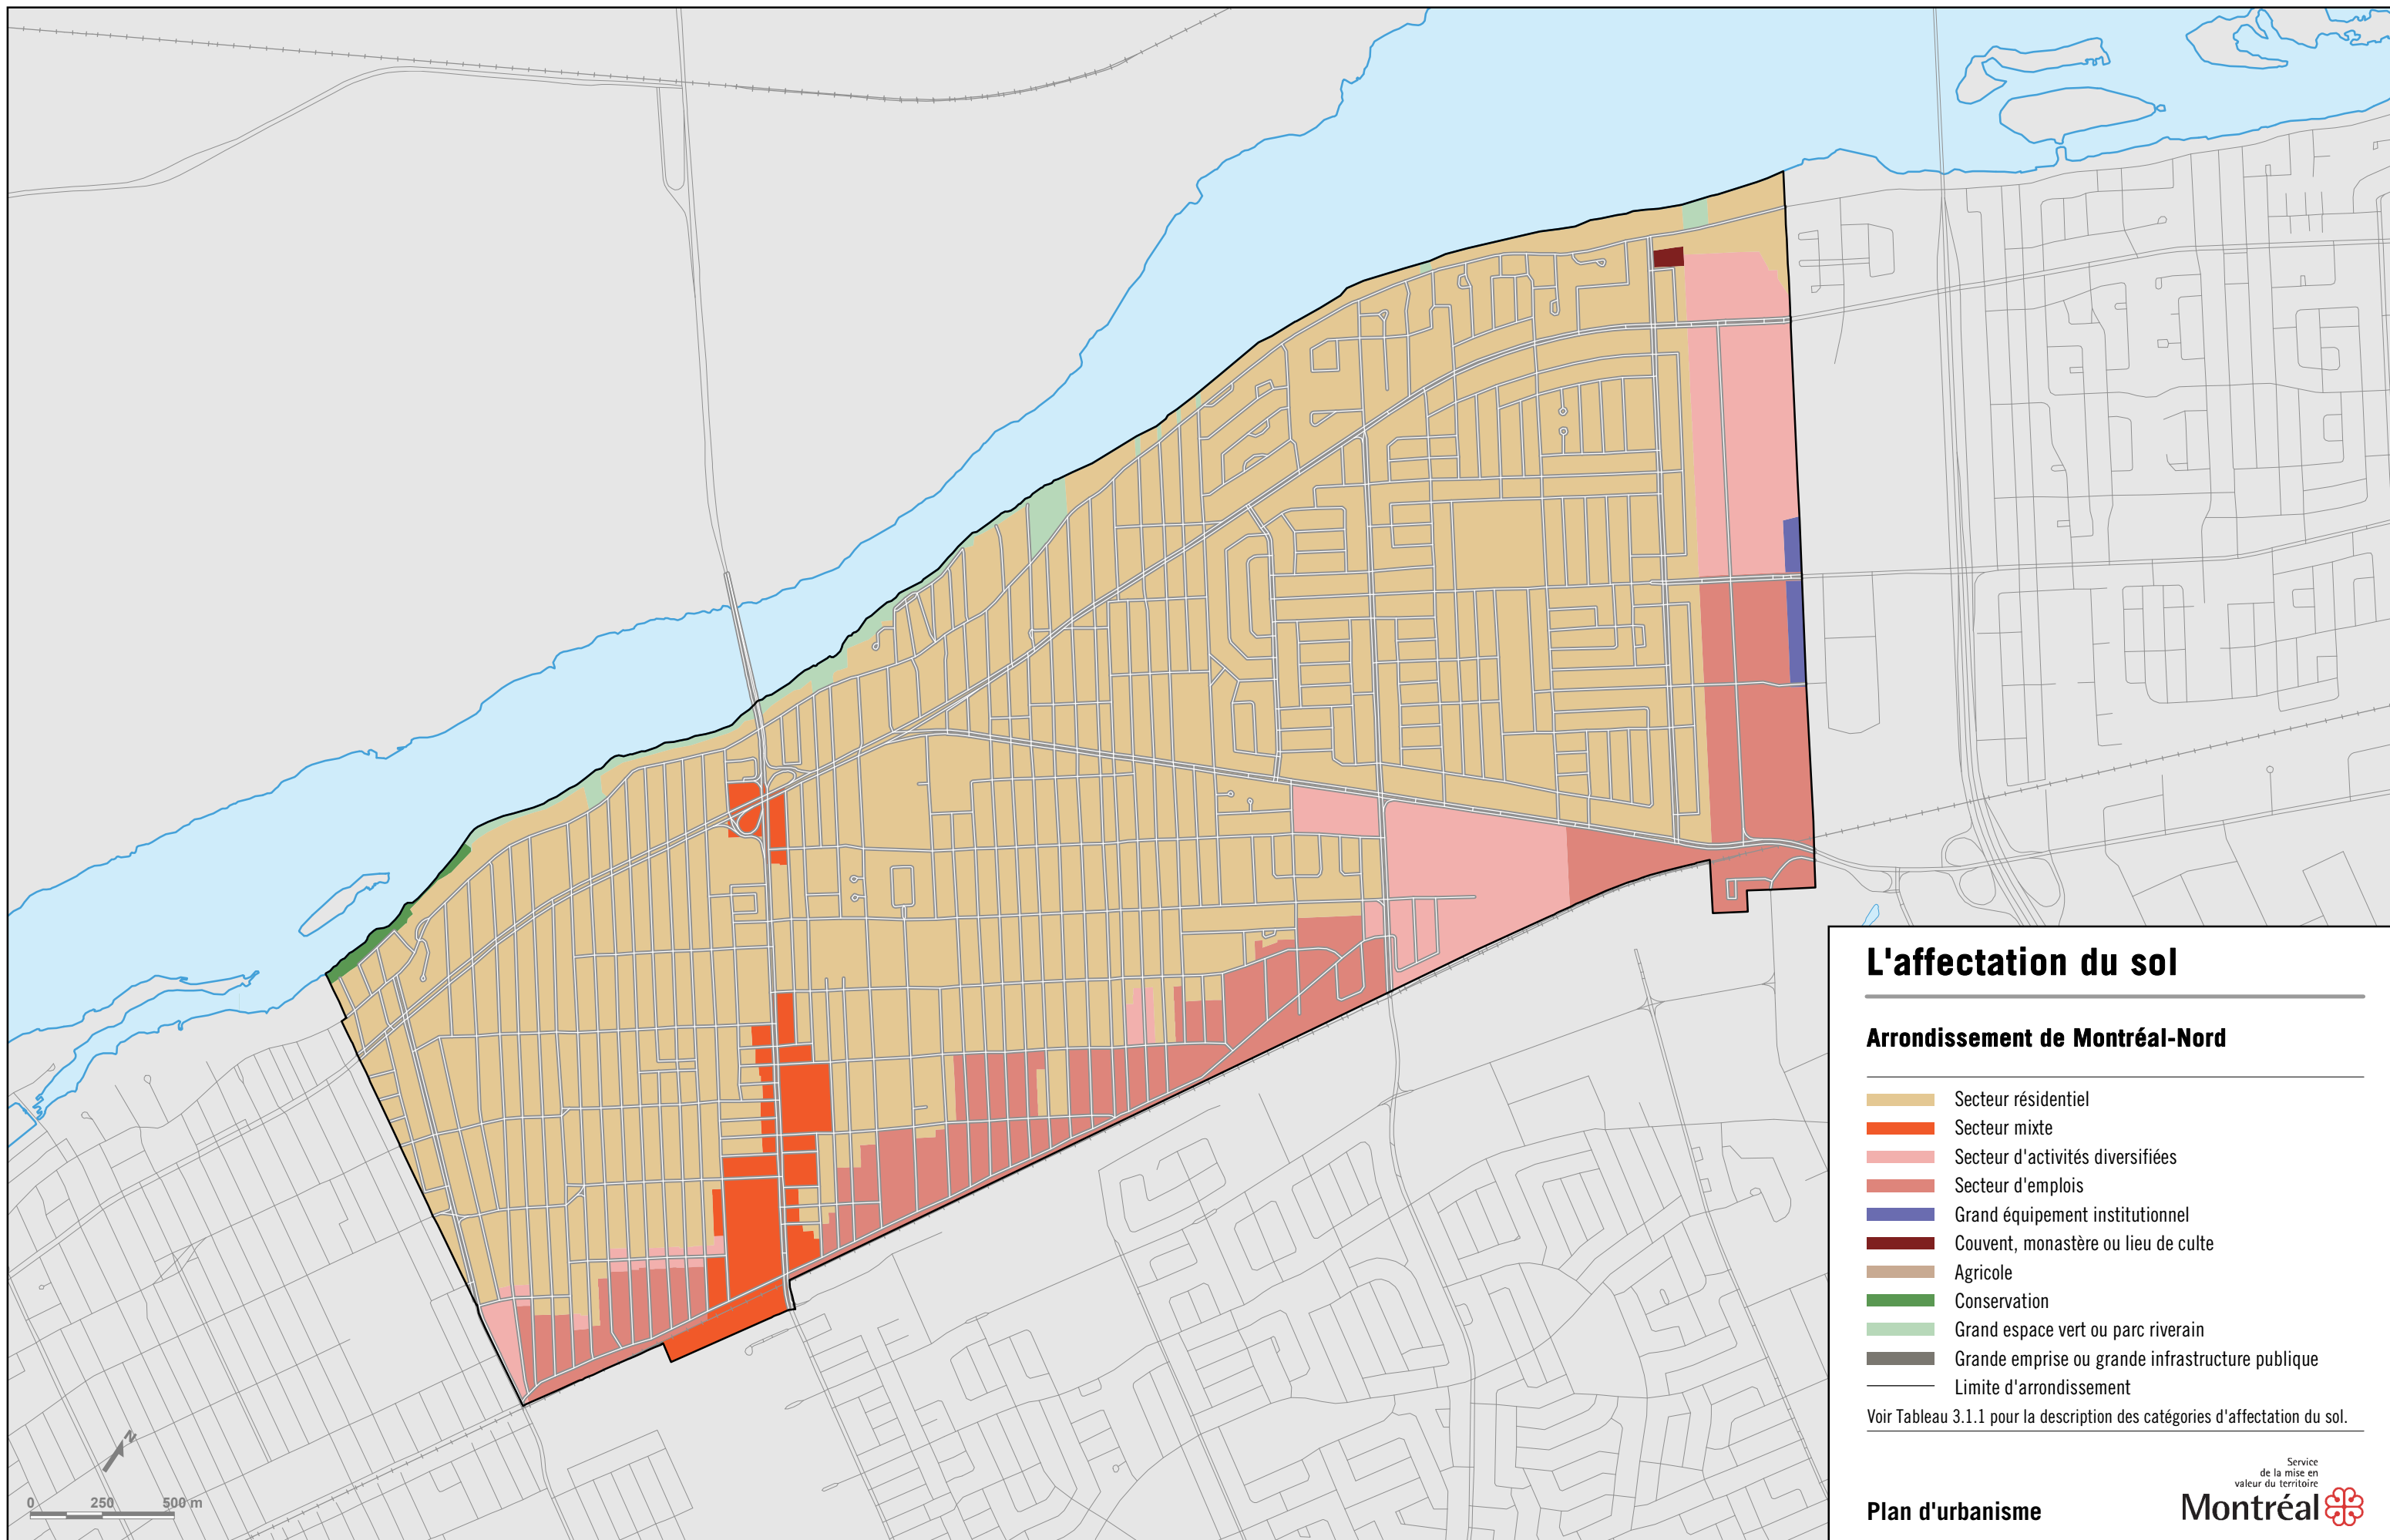 L'affectation du sol
Arrondissement de Montréal-Nord
Secteur résidentiel
Secteur mixte
Secteur d'activités diversifiées
Secteur d'emplois
Grand équipement institutionnel
Couvent, monastère ou lieu de culte
Agricole
Conservation
Grand espace vert ou parc riverain
Grande emprise ou grande infrastructure publique
Limite d'arrondissement
Voir Tableau 3.1.1 pour la description des catégories d'affectation du sol.
Service
de la mise en
valeur du territoire
Plan d'urbanisme
Montréal
N
0 250 500 m